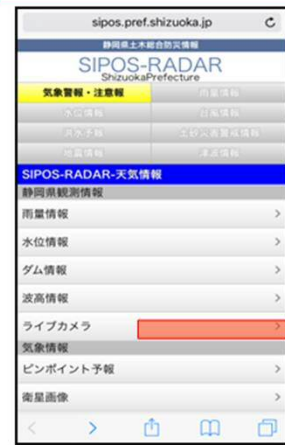 sipos.pref.shizuoka.jp
静岡県土木総合防災情報
SIPOS-RADAR
ShizuokaPrefecture
気象警報・注意報
雨量情報
水位情報
台風情報
洪水予報
土砂災害警戒情報
地震情報
津波情報
SIPOS-RADAR-天気情報
静岡県観測情報
雨量情報
水位情報
ダム情報
波高情報
ライブカメラ
気象情報
ピンポイント予報
衛星画像